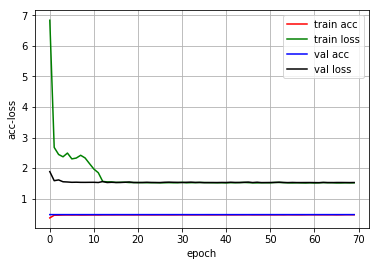 7
6
5
4
3
2
1
0 10 20 30 40 50 60 70
epoch
acc-loss
train acc
train loss
val acc
val loss